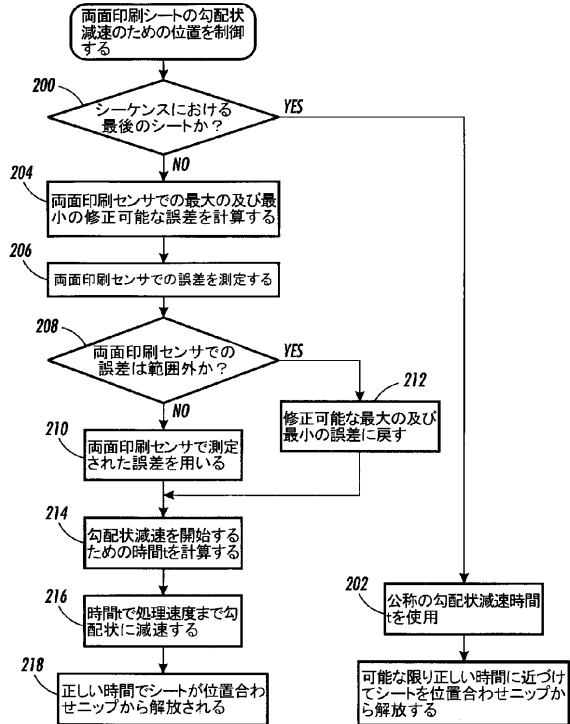 両面印刷シートの勾配状
減速のための位置を制御
する
200
シーケンスにおける
最後のシートか?
YES
NO
204
両面印刷センサでの最大の及び最
小の修正可能な誤差を計算する
206
両面印刷センサでの誤差を測定する
208
両面印刷センサでの
誤差は範囲外か?
YES
NO
212
修正可能な最大の及び
最小の誤差に戻す
210
両面印刷センサで測定
された誤差を用いる
214
勾配状減速を開始する
ための時間tを計算する
216
時間tで処理速度まで勾
配状に減速する
218
正しい時間でシートが位置合わ
せニップから解放される
202
公称の勾配状減速時間
tを使用
可能な限り正しい時間に近づけ
てシートを位置合わせニップか
ら解放する